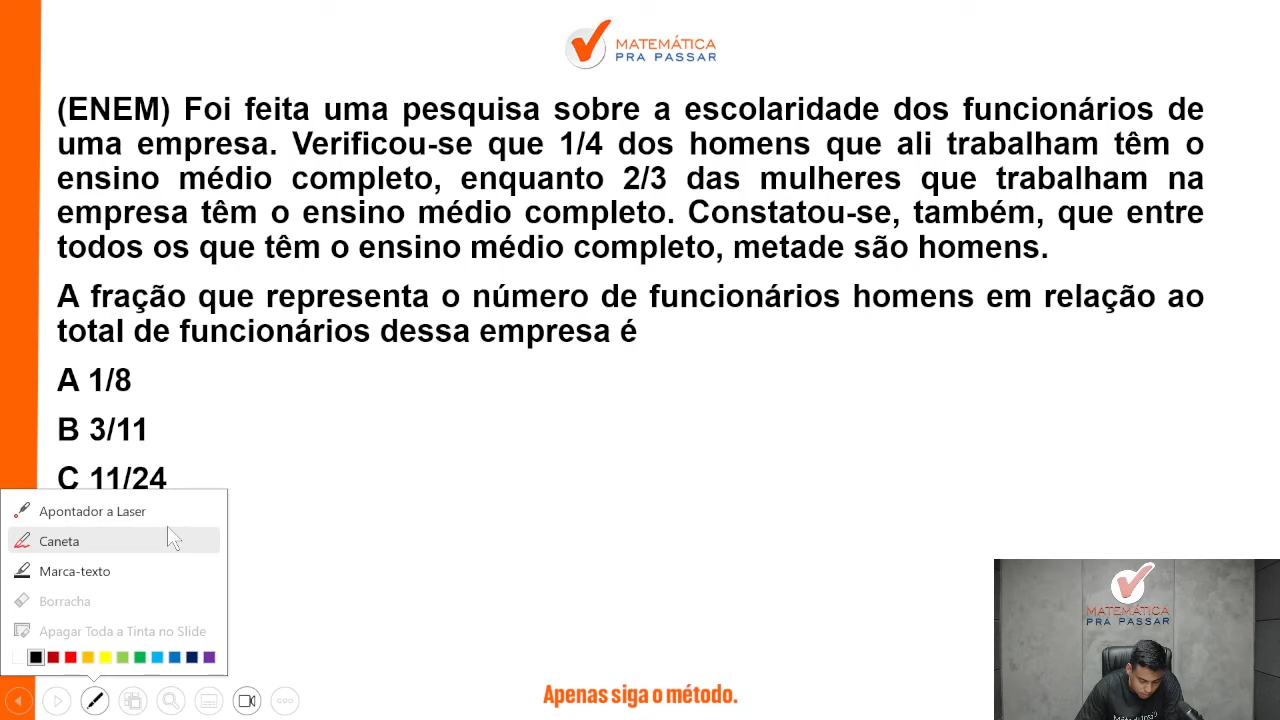 MATEMÁTICA
PRA PASSAR
(ENEM) Foi feita uma pesquisa sobre a escolaridade dos funcionários de
uma empresa. Verificou-se que 1/4 dos homens que ali trabalham têm o
ensino médio completo, enquanto 2/3 das mulheres que trabalham na
empresa têm o ensino médio completo. Constatou-se, também, que entre
todos os que têm o ensino médio completo, metade são homens.
A fração que representa o número de funcionários homens em relação ao
total de funcionários dessa empresa é
A 1/8
B 3/11
C 11/24
Apontador a Laser
Caneta
Marca-texto
Borracha
Apagar Toda a Tinta no Slide
MATEMÁTICA
PRA PASSAR
Apenas siga o método.